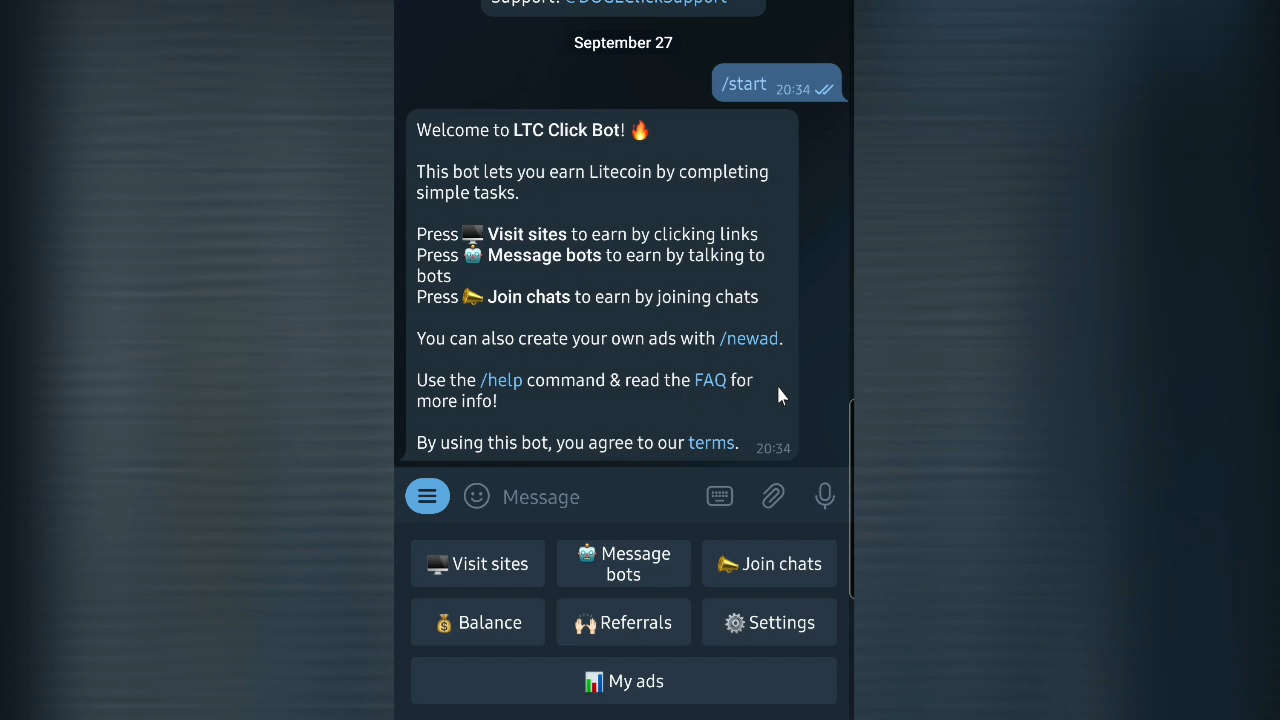 Support: @DOGEClickSupport
September 27
/start 20:34
Welcome to LTC Click Bot! 🔥
This bot lets you earn Litecoin by completing
simple tasks.
Press 🖥 Visit sites to earn by clicking links
Press 🤖 Message bots to earn by talking to
bots
Press 📣 Join chats to earn by joining chats
You can also create your own ads with /newad.
Use the /help command & read the FAQ for
more info!
By using this bot, you agree to our terms. 20:34
Message
🖥 Visit sites
🤖 Message
bots
📣 Join chats
💰 Balance
🙌🏻 Referrals
⚙️ Settings
📊 My ads